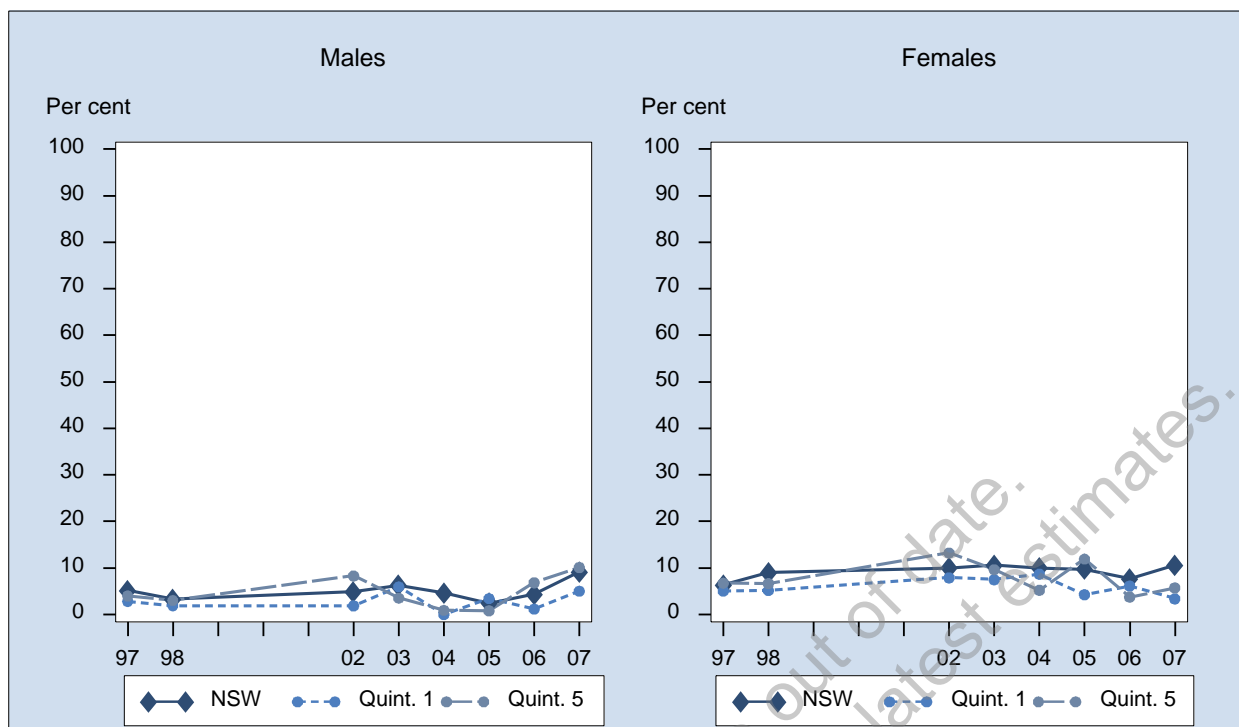 Males
Per cent
100
90
80
70
60
50
40
30
20
10
0
97 98 02 03 04 05 06 07
NSW Quint. 1 Quint. 5
Females
Per cent
100
90
80
70
60
50
40
30
20
10
0
97 98 02 03 04 05 06 07
NSW Quint. 1 Quint. 5
out of date.
latest estimates.